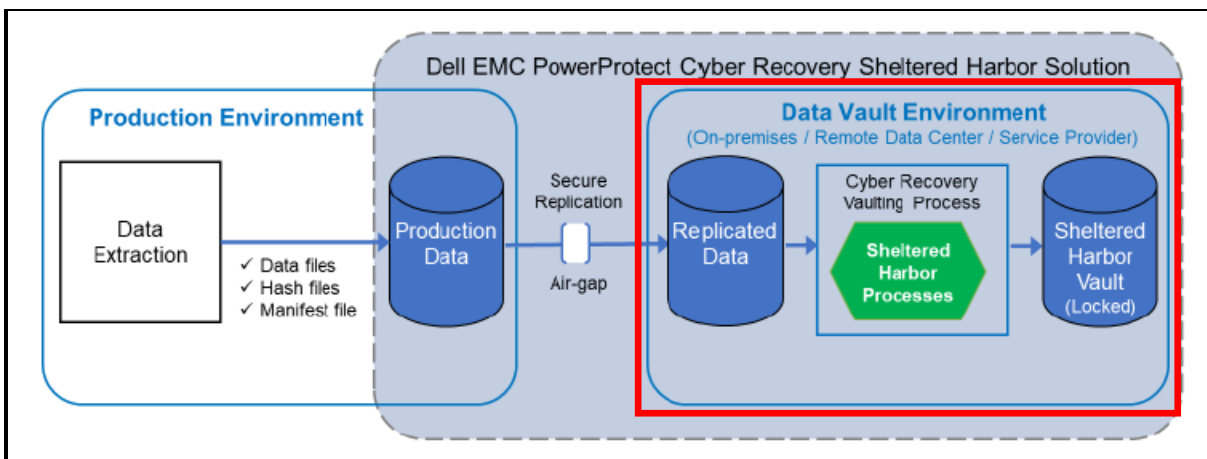 Dell EMC PowerProtect Cyber Recovery Sheltered Harbor Solution
Production Environment
Data
Extraction
✓ Data files
✓ Hash files
✓ Manifest file
Production
Data
Secure
Replication
Air-gap
Data Vault Environment
(On-premises / Remote Data Center / Service Provider)
Replicated
Data
Cyber Recovery
Vaulting Process
Sheltered
Harbor
Processes
Sheltered
Harbor
Vault
(Locked)